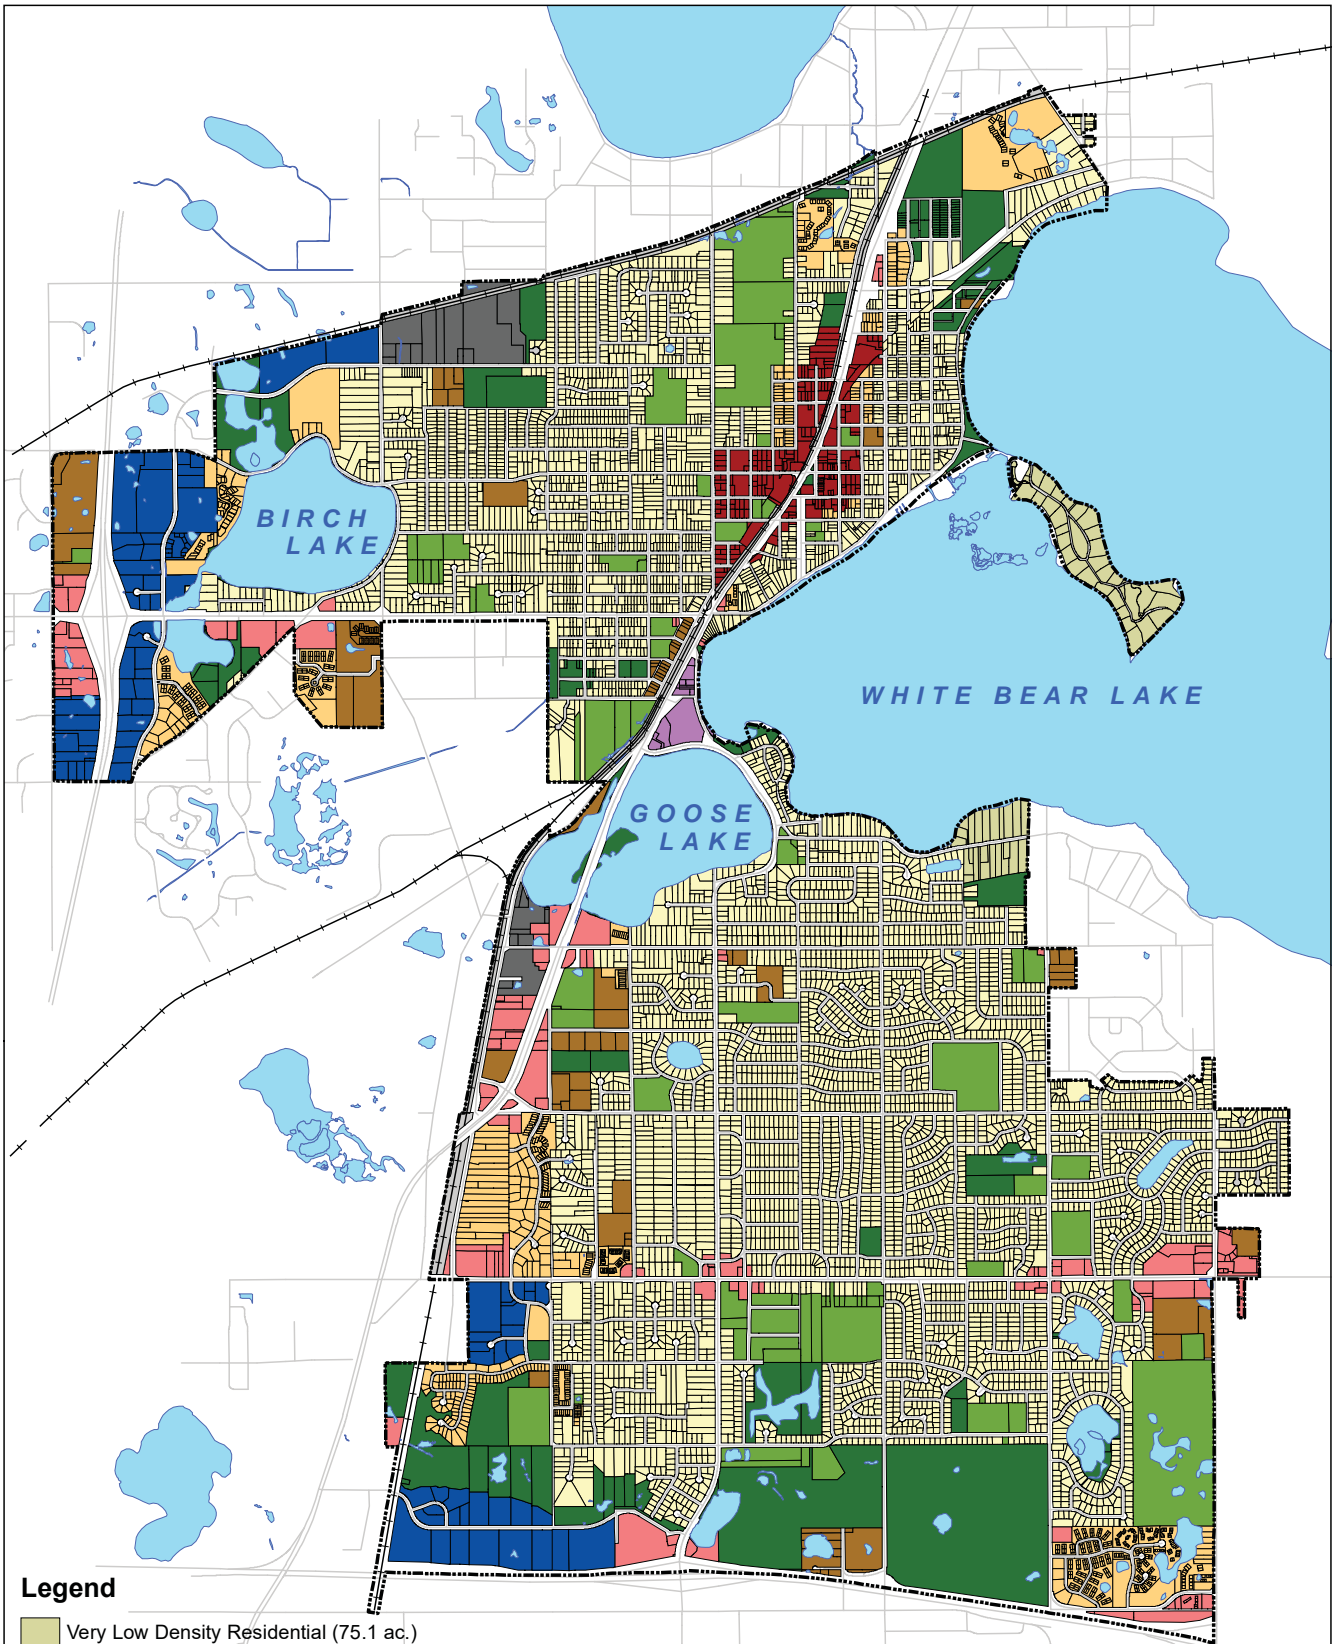 BIRCH
LAKE
WHITE BEAR LAKE
GOOSE
LAKE
Legend
Very Low Density Residential (75.1 ac.)